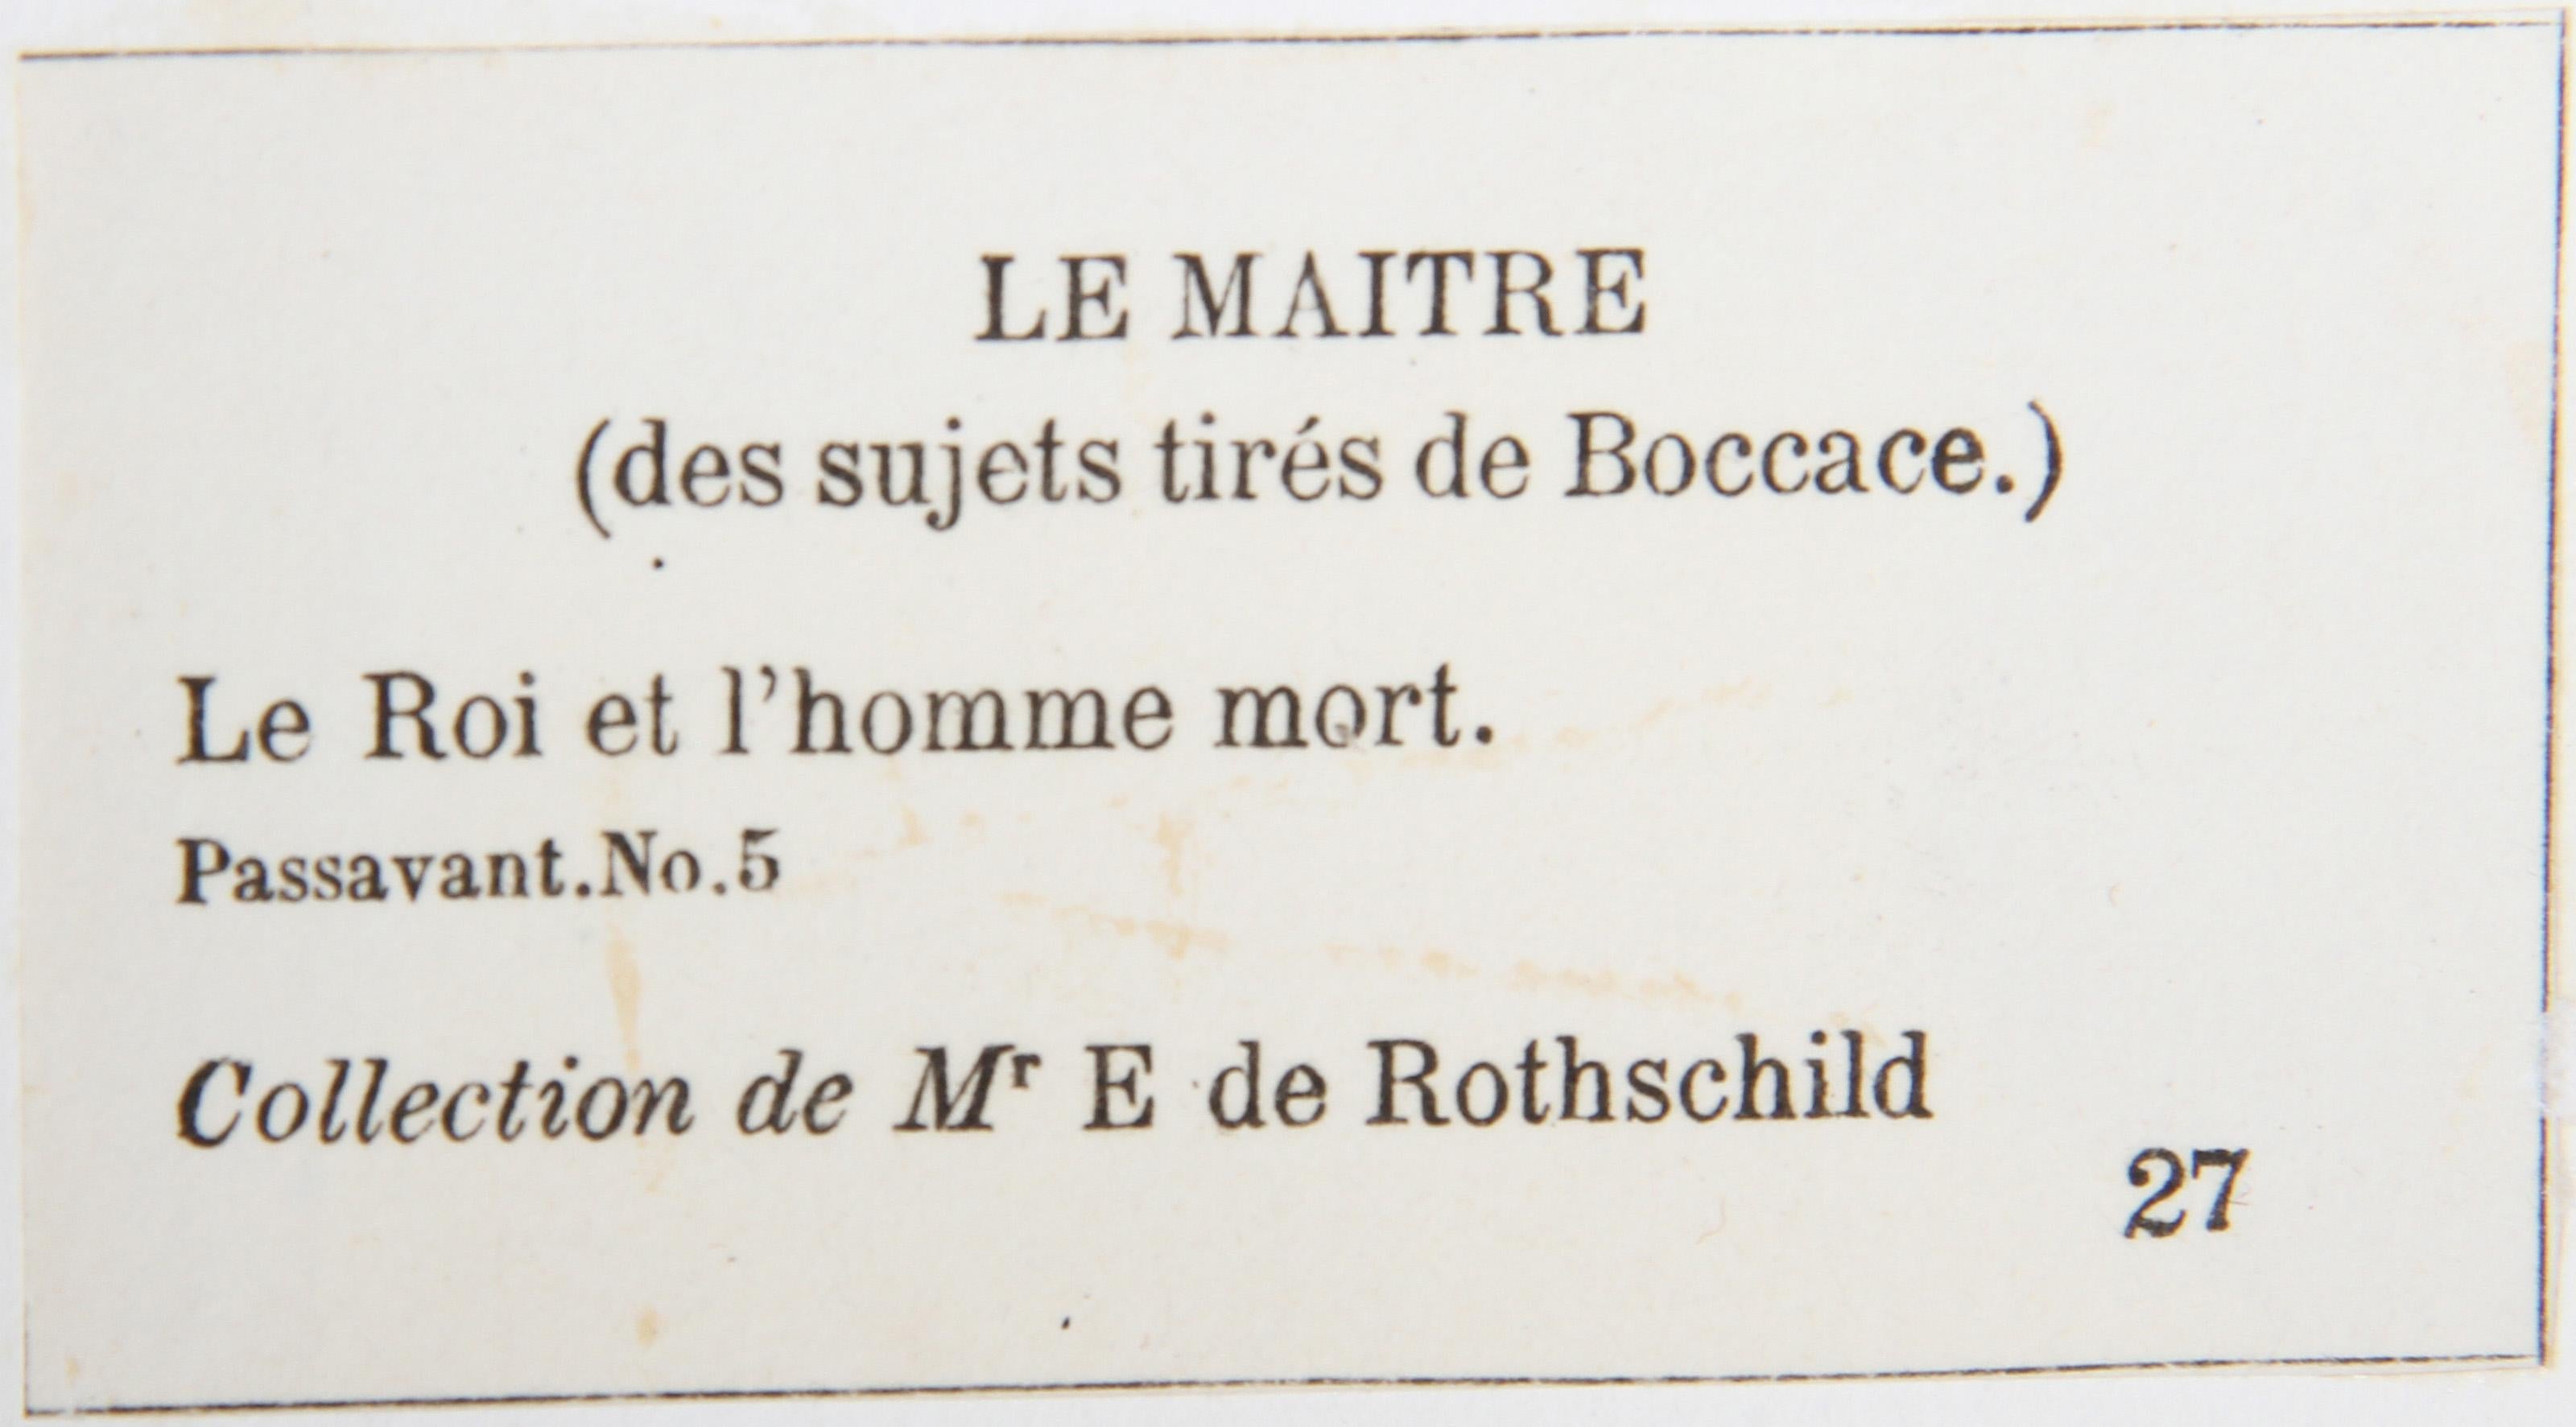 LE MAITRE
(des sujets tirés de Boccace.)
Le Roi et l'homme mort.
Passavant.No.5
Collection de Mr E de Rothschild
27